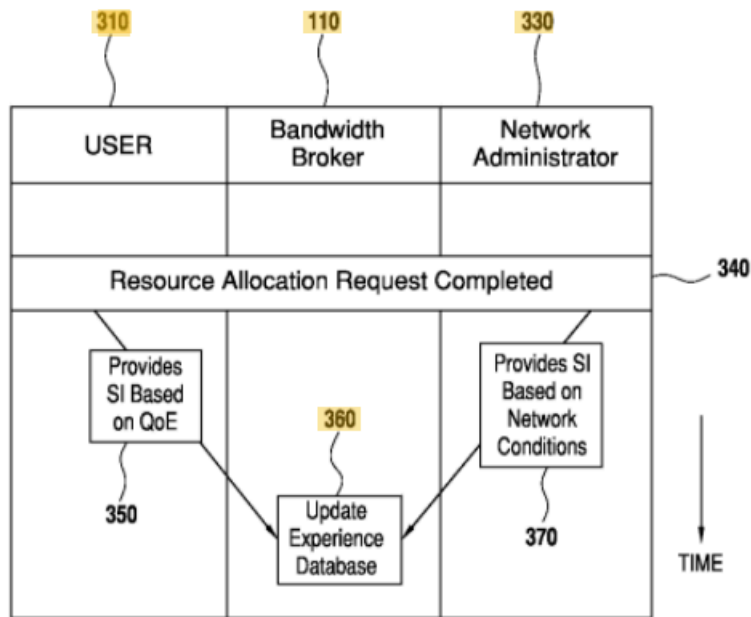 310
110
330
USER
Bandwidth
Broker
Network
Administrator
Resource Allocation Request Completed
340
Provides
SI Based
on QoE
350
360
Update
Experience
Database
Provides SI
Based on
Network
Conditions
370
TIME